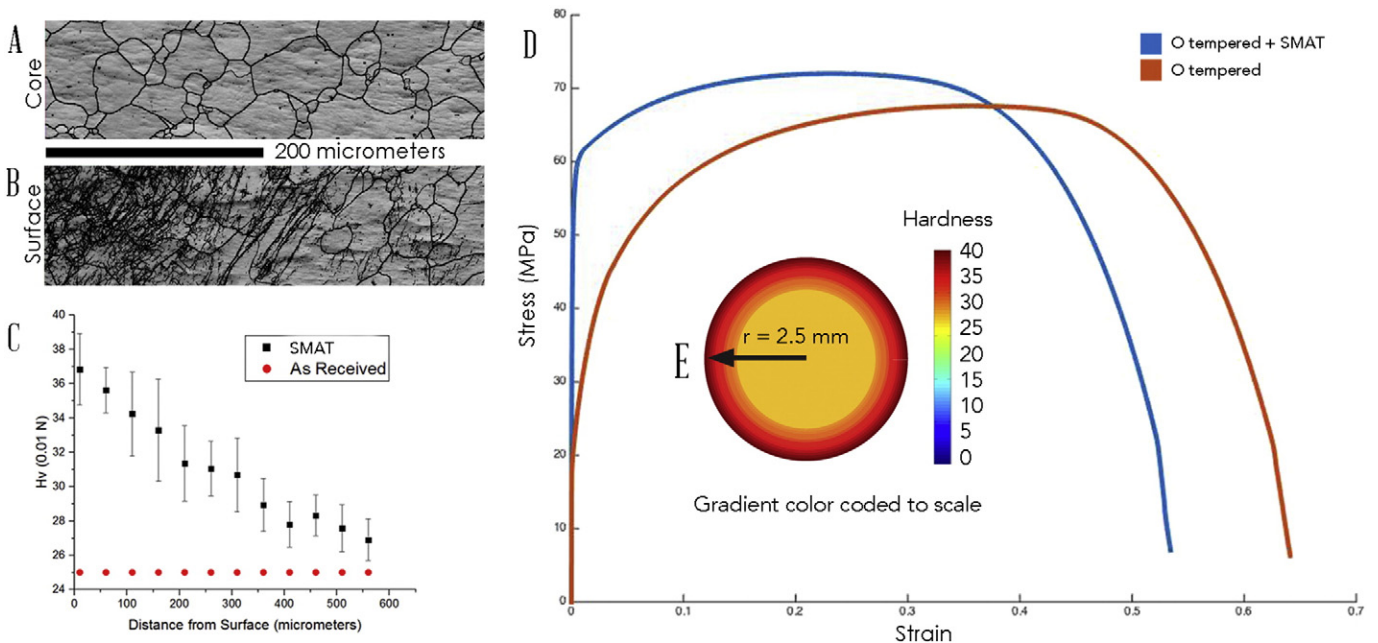 A
Core
200 micrometers
B
Surface
C
SMAT
As Received
38
36
34
32
30
28
26
24
Hv (0.01 N)
0
100
200
300
400
500
600
Distance from Surface (micrometers)
D
O tempered + SMAT
O tempered
80
70
60
50
40
30
20
10
0
Stress (MPa)
Hardness
40
35
30
25
20
15
10
5
0
r = 2.5 mm
E
Gradient color coded to scale
0
0.1
0.2
0.3
0.4
0.5
0.6
0.7
Strain